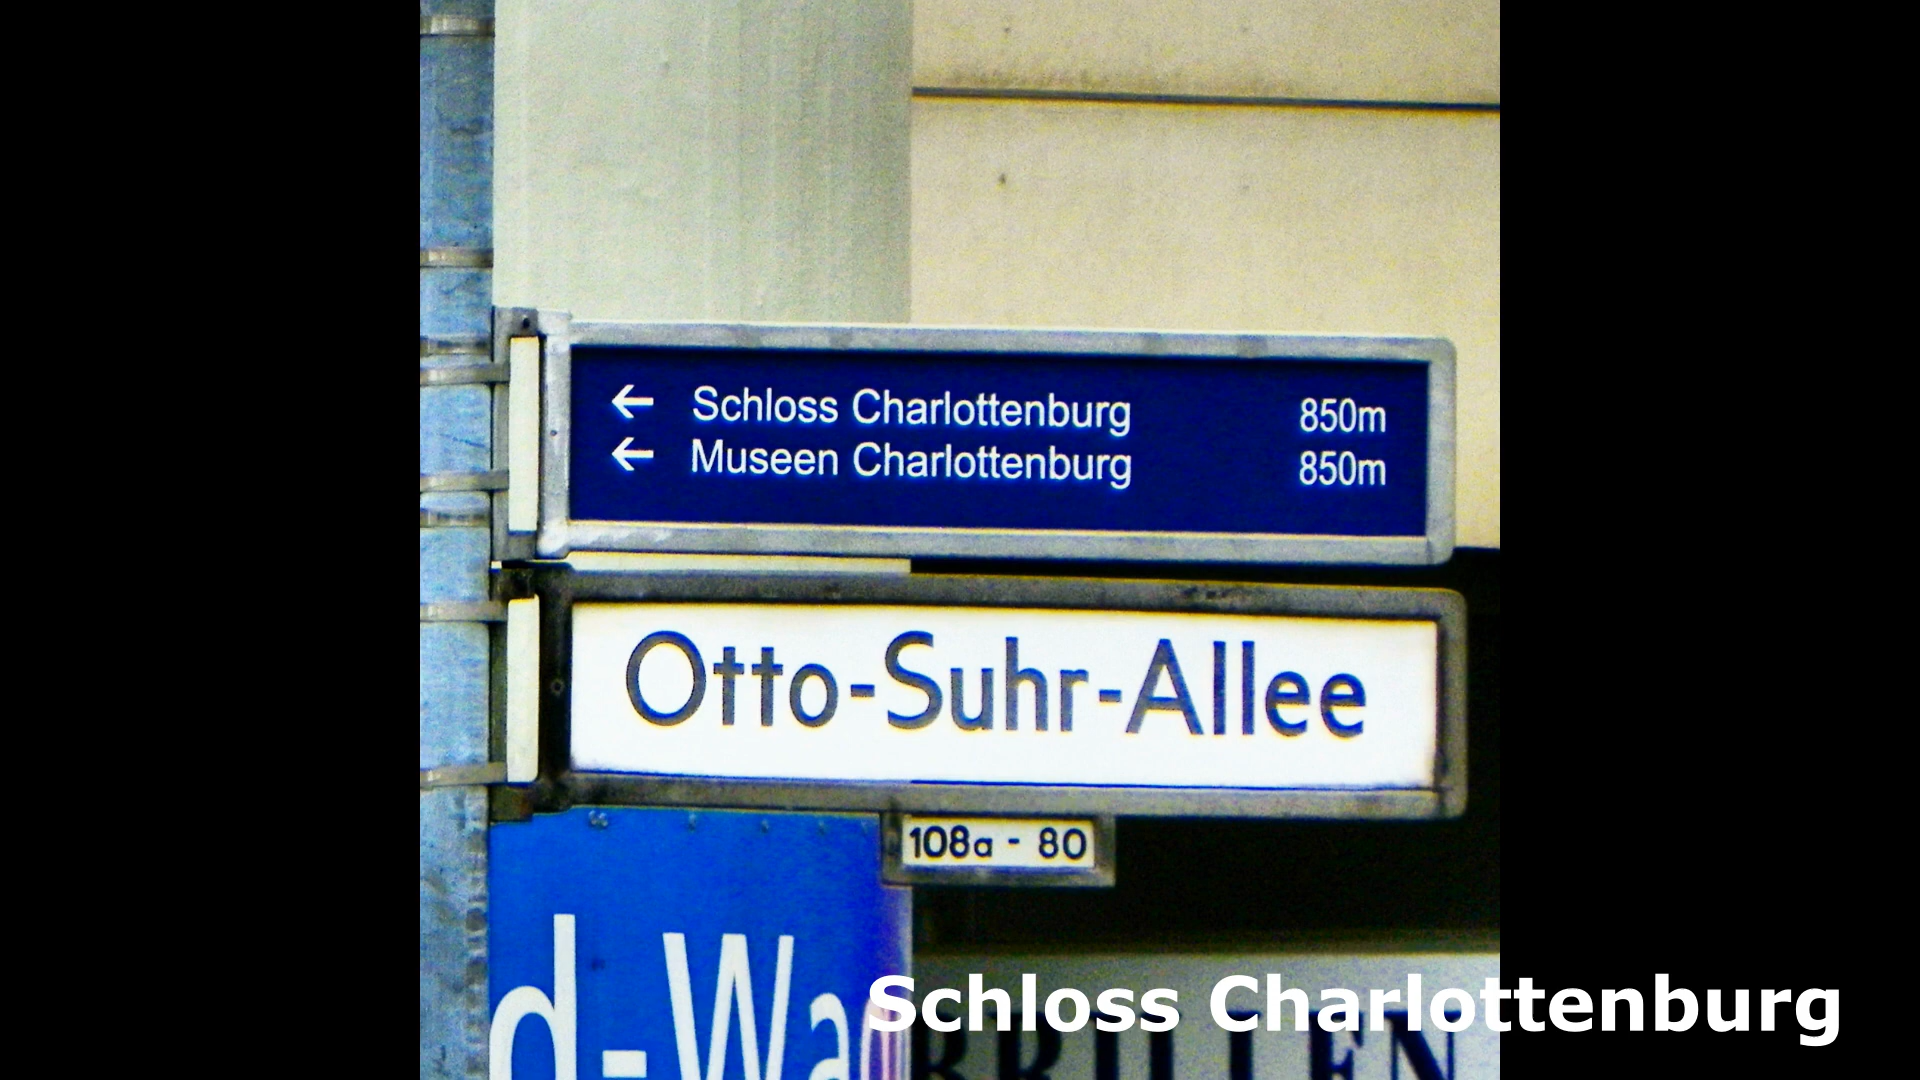 ← Schloss Charlottenburg 850m
← Museen Charlottenburg 850m
Otto-Suhr-Allee
108a - 80
Schloss Charlottenburg